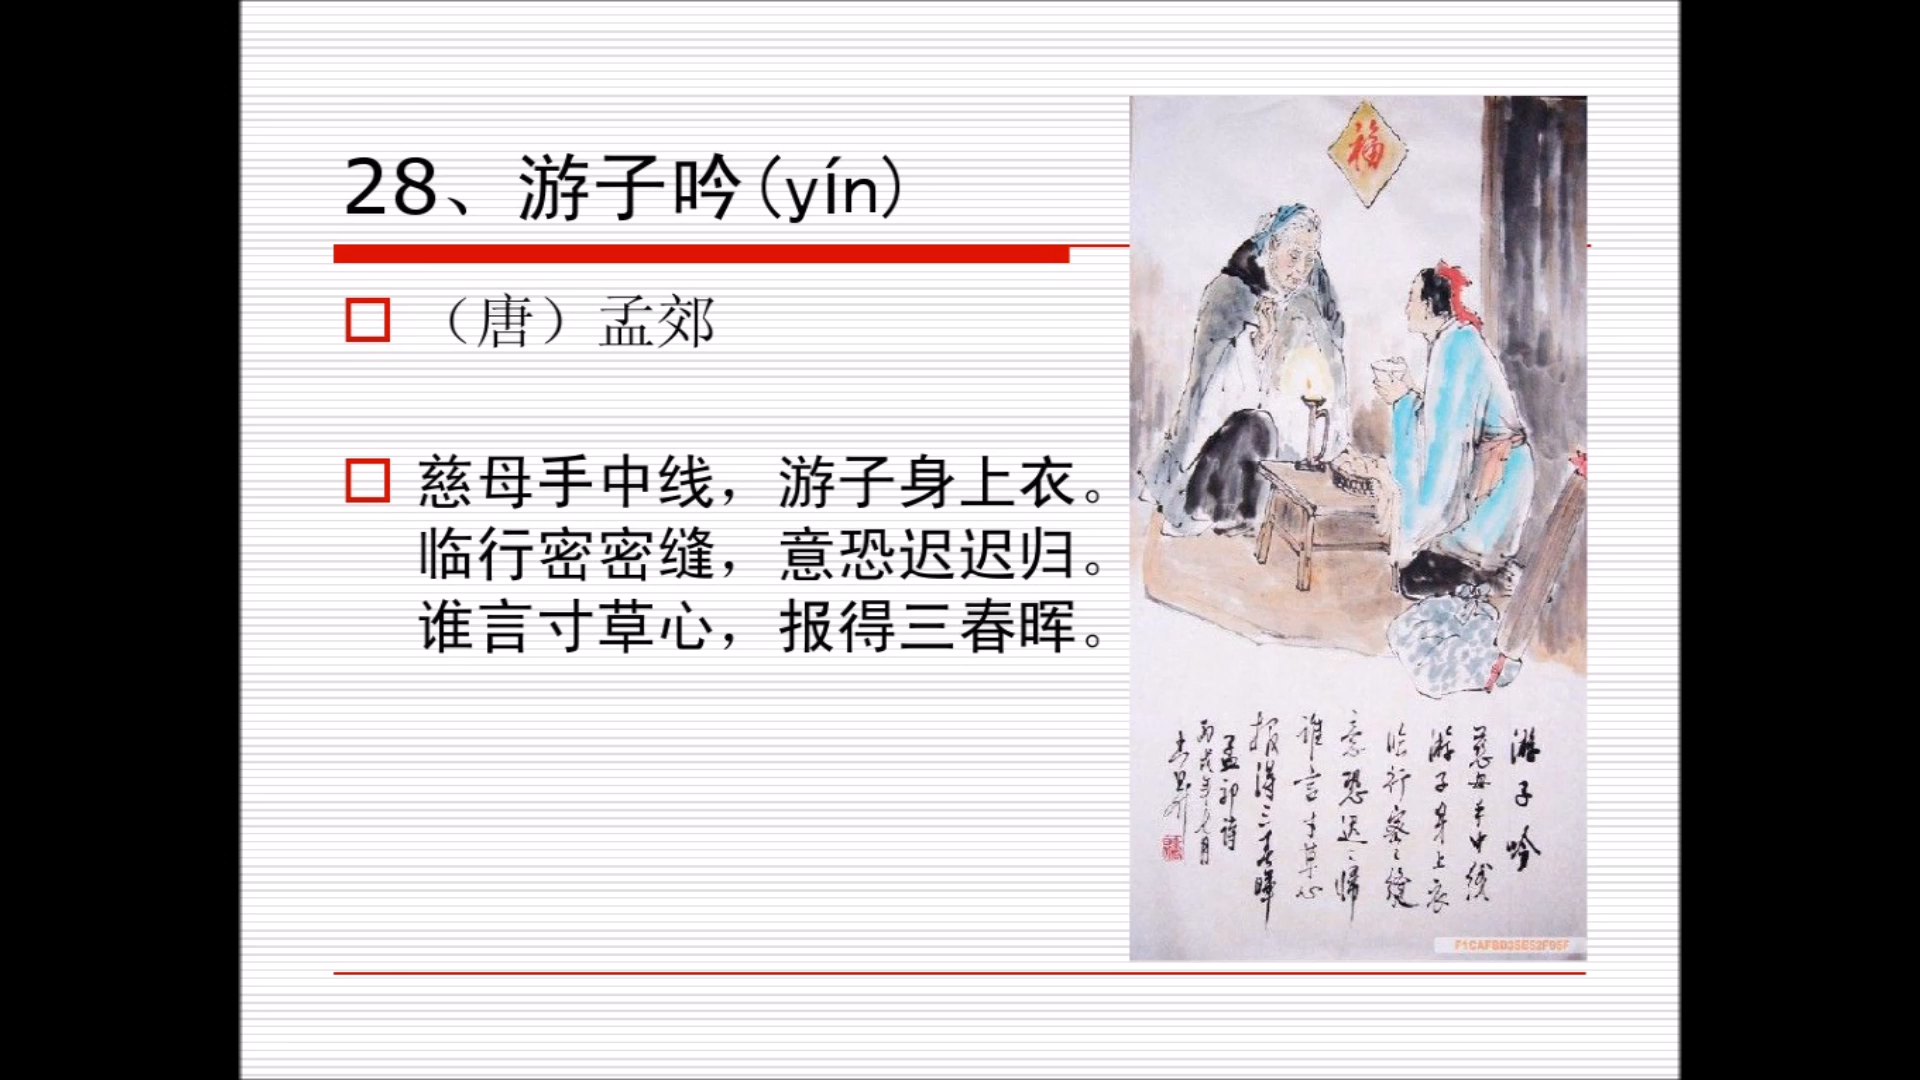 28、游子吟(yín)
（唐）孟郊
慈母手中线，游子身上衣。
临行密密缝，意恐迟迟归。
谁言寸草心，报得三春晖。
福
游子吟
慈母手中线
游子身上衣
临行密〻缝
意恐迟〻归
谁言寸草心
报得三春晖
孟郊诗